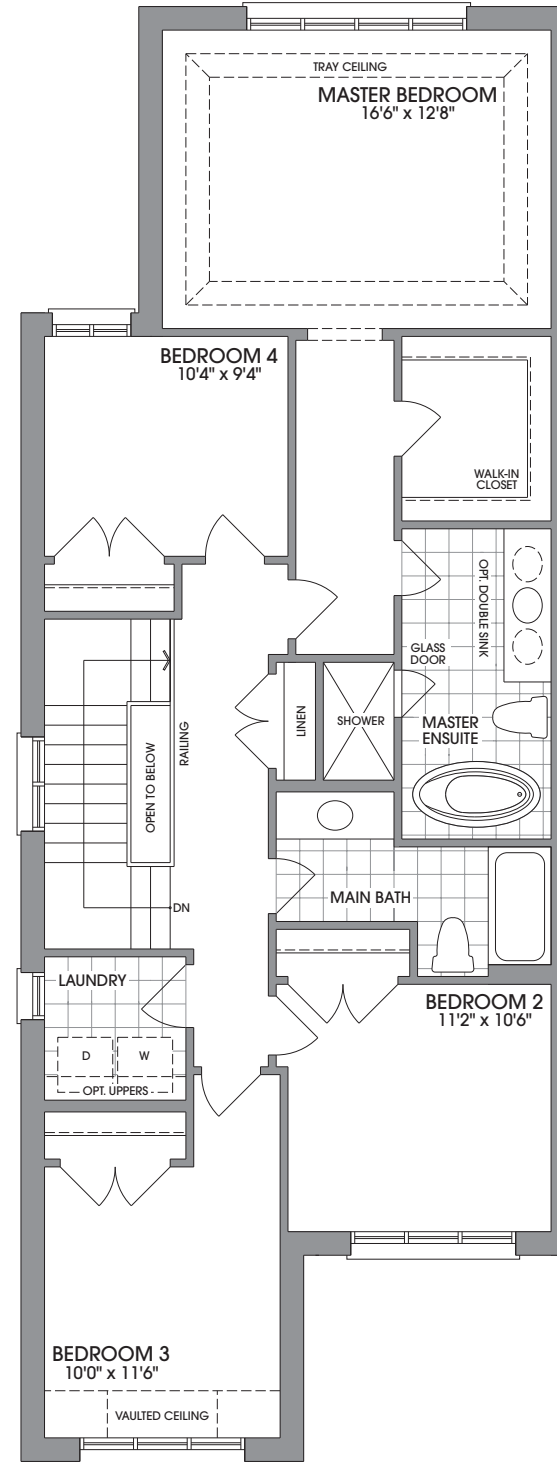 TRAY CEILING
MASTER BEDROOM
16'6" x 12'8"
BEDROOM 4
10'4" x 9'4"
WALK-IN
CLOSET
OPT. DOUBLE SINK
GLASS
DOOR
MASTER
ENSUITE
SHOWER
LINEN
RAILING
OPEN TO BELOW
DN
MAIN BATH
LAUNDRY
D
W
OPT. UPPERS
BEDROOM 2
11'2" x 10'6"
BEDROOM 3
10'0" x 11'6"
VAULTED CEILING